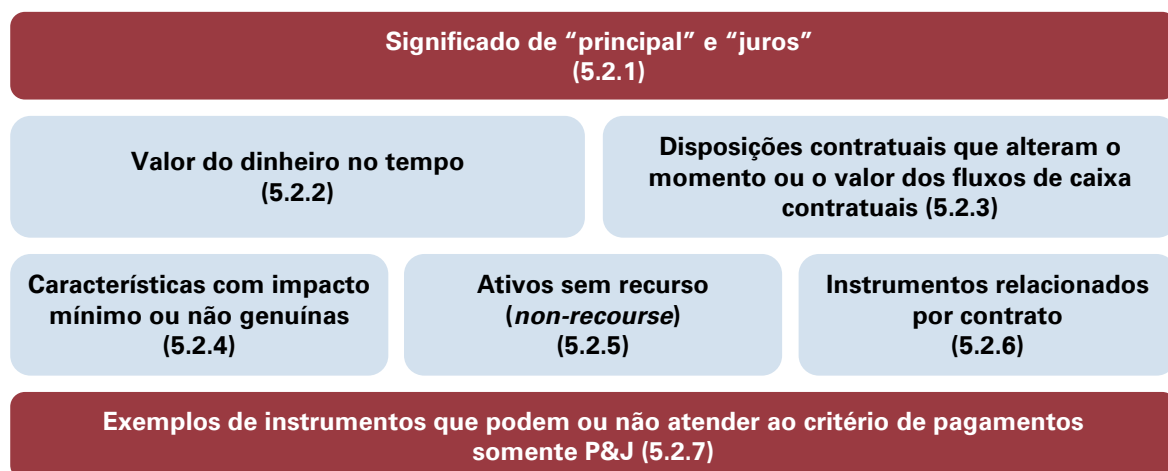 Significado de “principal” e “juros”
(5.2.1)
Valor do dinheiro no tempo
(5.2.2)
Disposições contratuais que alteram o
momento ou o valor dos fluxos de caixa
contratuais (5.2.3)
Características com impacto
mínimo ou não genuínas
(5.2.4)
Ativos sem recurso
(non-recourse)
(5.2.5)
Instrumentos relacionados
por contrato
(5.2.6)
Exemplos de instrumentos que podem ou não atender ao critério de pagamentos
somente P&J (5.2.7)